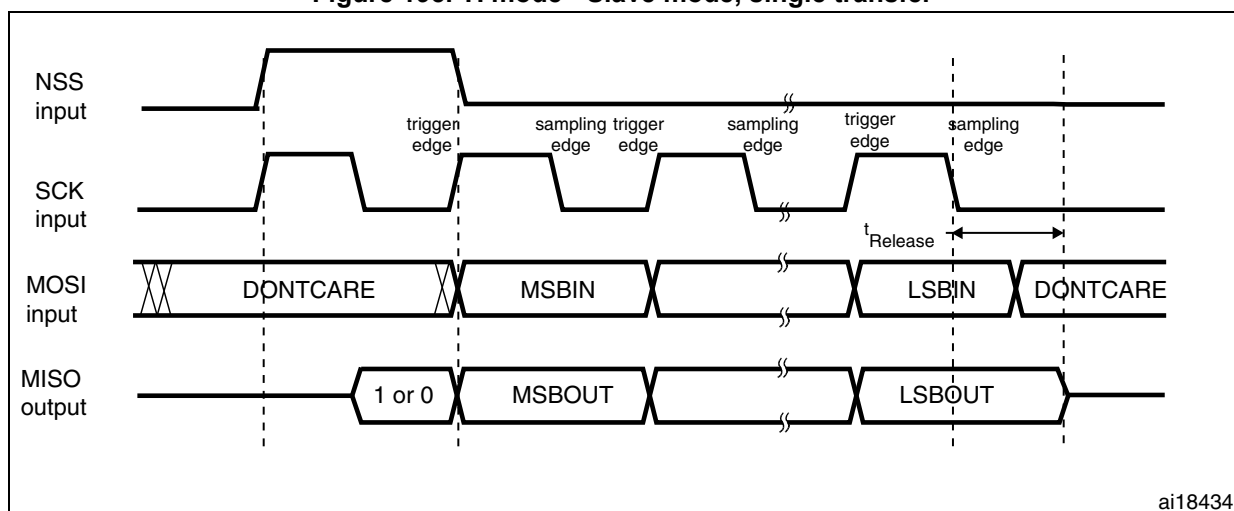 Figure TI mode - Slave mode, single transfer
NSS
input
trigger
edge
sampling
edge
trigger
edge
sampling
edge
trigger
edge
sampling
edge
SCK
input
tRelease
MOSI
input
DONTCARE
MSBIN
LSBIN
DONTCARE
MISO
output
1 or 0
MSBOUT
LSBOUT
ai18434